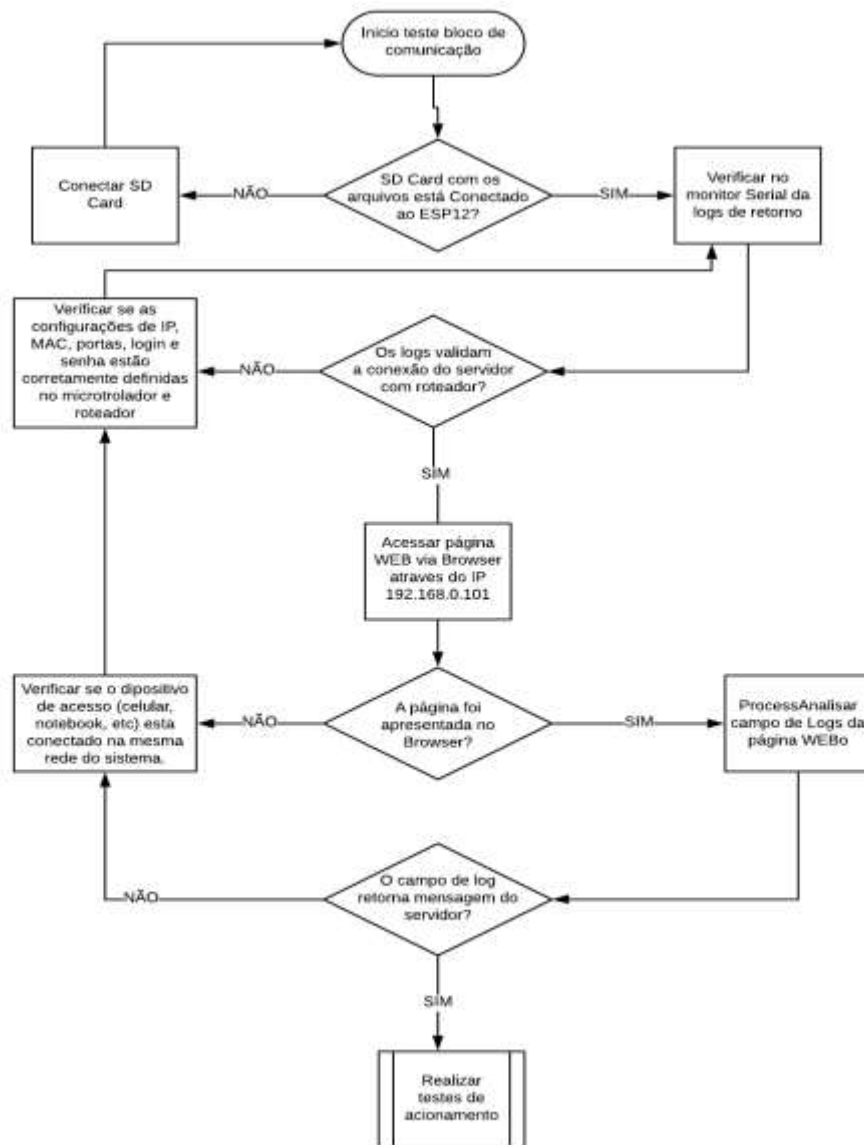 Inicio teste bloco de
comunicação
Conectar SD
Card
NÃO
SD Card com os
arquivos está Conectado
ao ESP12?
SIM
Verificar no
monitor Serial da
logs de retorno
Verificar se as
configurações de IP,
MAC, portas, login e
senha estão
corretamente definidas
no microtrolador e
roteador
NÃO
Os logs validam
a conexão do servidor
com roteador?
SIM
Acessar página
WEB via Browser
atraves do IP
192.168.0.101
Verificar se o dipositivo
de acesso (celular,
notebook, etc) esta
conectado na mesma
rede do sistema.
NÃO
A página foi
apresentada no
Browser?
SIM
ProcessAnalisar
campo de Logs da
página WEBo
NÃO
O campo de log
retorna mensagem do
servidor?
SIM
Realizar
testes de
acionamento